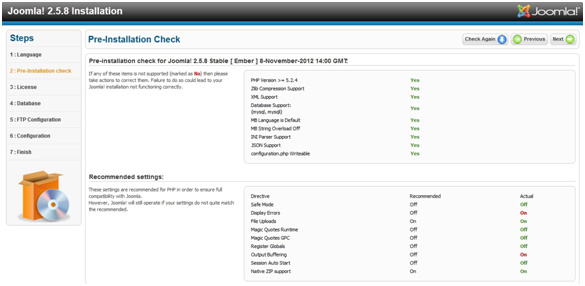 Joomla! 2.5.8 Installation
Joomla!
Steps
1 : Language
2 : Pre-Installation check
3 : License
4 : Database
5 : FTP Configuration
6 : Configuration
7 : Finish
Pre-Installation Check
Check Again
Previous
Next
Pre-installation check for Joomla! 2.5.8 Stable [ Ember ] 8-November-2012 14:00 GMT:
If any of these items is not supported (marked as No) then please
take actions to correct them. Failure to do so could lead to your
Joomla! installation not functioning correctly.
PHP Version >= 5.2.4 Yes
Zlib Compression Support Yes
XML Support Yes
Database Support: Yes
(mysql, mysqli)
MB Language is Default Yes
MB String Overload Off Yes
INI Parser Support Yes
JSON Support Yes
configuration.php Writeable Yes
Recommended settings:
These settings are recommended for PHP in order to ensure full
compatibility with Joomla.
However, Joomla! will still operate if your settings do not quite match
the recommended.
Directive Recommended Actual
Safe Mode Off Off
Display Errors Off On
File Uploads On On
Magic Quotes Runtime Off Off
Magic Quotes GPC Off Off
Register Globals Off Off
Output Buffering Off On
Session Auto Start Off Off
Native ZIP support On On